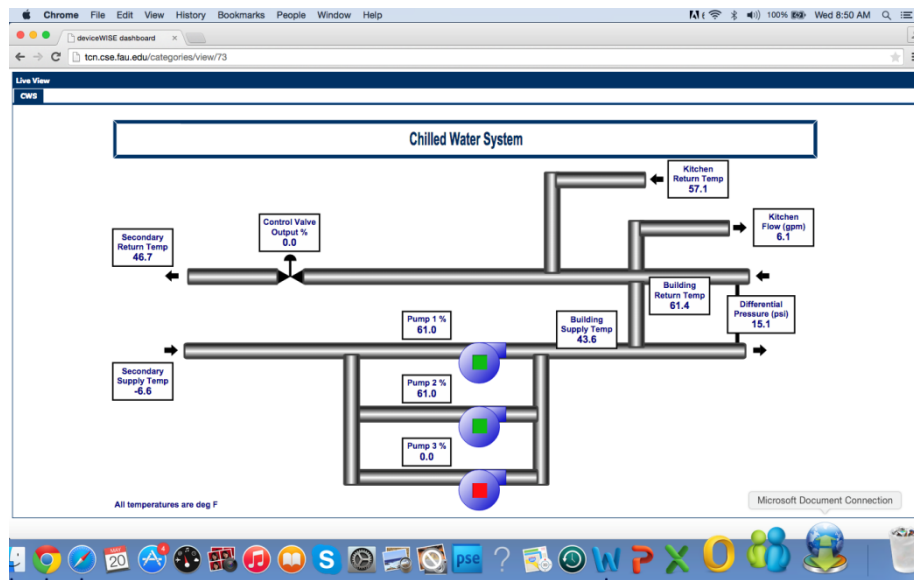 Chrome File Edit View History Bookmarks People Window Help 100% Wed 8:50 AM
deviceWISE dashboard
tcn.cse.fau.edu/categories/view/73
Live View
CWS
Chilled Water System
Kitchen
Return Temp
57.1
Control Valve
Output %
0.0
Kitchen
Flow (gpm)
6.1
Secondary
Return Temp
46.7
Building
Return Temp
61.4
Differential
Pressure (psi)
15.1
Pump 1 %
61.0
Building
Supply Temp
43.6
Secondary
Supply Temp
-6.6
Pump 2 %
61.0
Pump 3 %
0.0
All temperatures are deg F
Microsoft Document Connection
MAY
20
4
S
pse
?
W
P
X
O